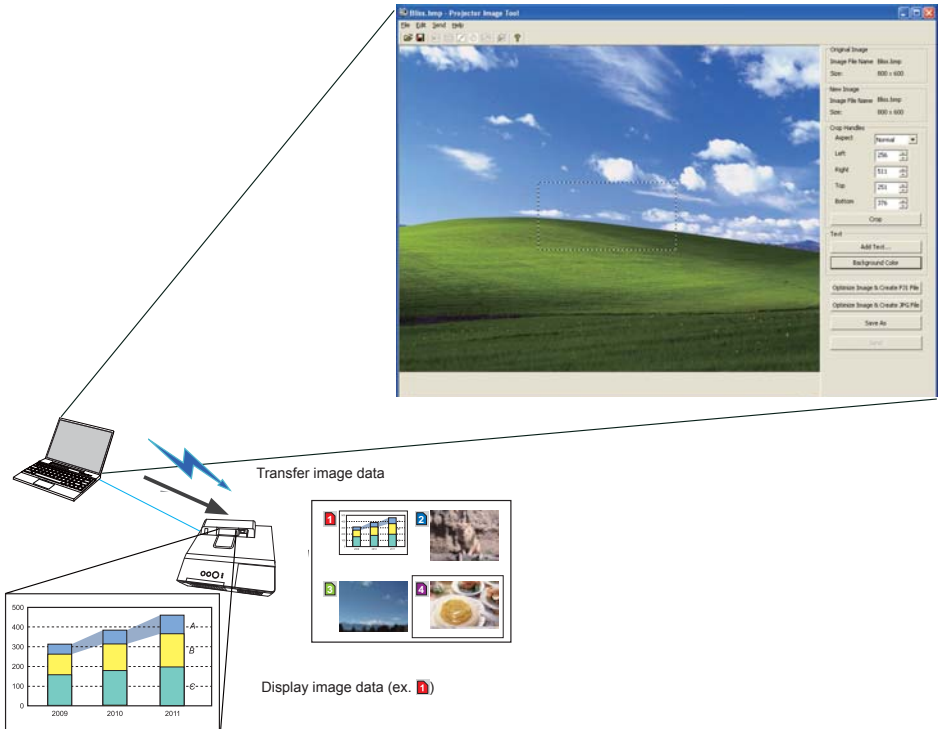 Bliss.bmp - Projector Image Tool
File Edit Send Help
Original Image
Image File Name Bliss.bmp
Size: 800 x 600
New Image
Image File Name Bliss.bmp
Size: 800 x 600
Crop Handles
Aspect Normal
Left 256
Right 511
Top 251
Bottom 376
Crop
Text
Add Text...
Background Color
Optimize Image & Create PJI File
Optimize Image & Create JPG File
Save As
Send
Transfer image data
1
2
3
4
500
400
300
200
100
0
A
B
C
2009 2010 2011
Display image data (ex. 1)